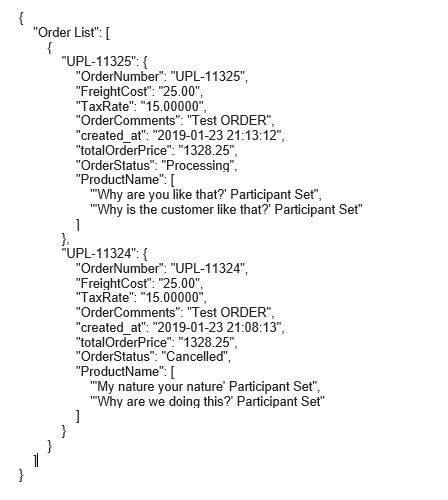 {
"Order List": [
{
"UPL-11325": {
"OrderNumber": "UPL-11325",
"FreightCost": "25.00",
"TaxRate": "15.00000",
"OrderComments": "Test ORDER",
"created_at": "2019-01-23 21:13:12",
"totalOrderPrice": "1328.25",
"OrderStatus": "Processing",
"ProductName": [
"'Why are you like that?' Participant Set",
"'Why is the customer like that?' Participant Set"
]
},
"UPL-11324": {
"OrderNumber": "UPL-11324",
"FreightCost": "25.00",
"TaxRate": "15.00000",
"OrderComments": "Test ORDER",
"created_at": "2019-01-23 21:08:13",
"totalOrderPrice": "1328.25",
"OrderStatus": "Cancelled",
"ProductName": [
"'My nature your nature' Participant Set",
"'Why are we doing this?' Participant Set"
]
}
}
]
}